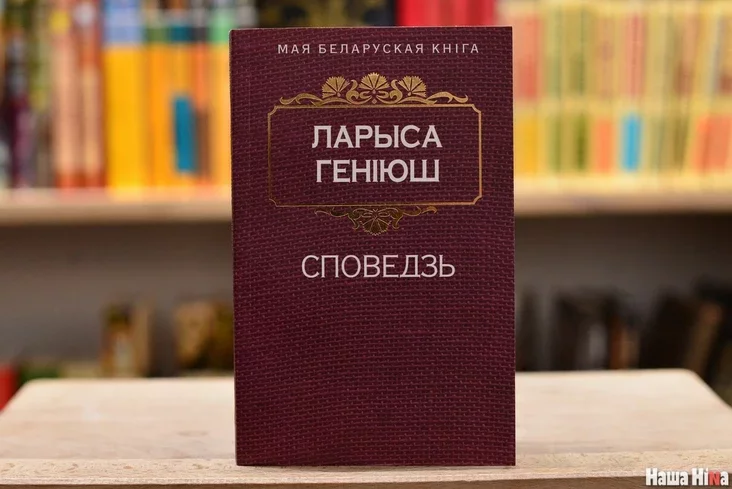 МАЯ БЕЛАРУСКАЯ КНІГА
ЛАРЫСА
ГЕНІЮШ
СПОВЕДЗЬ
Наша Ніва